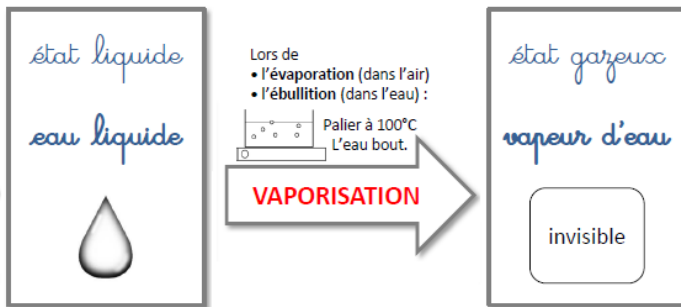 état liquide
eau liquide
Lors de
• l'évaporation (dans l'air)
• l'ébullition (dans l'eau) :
Palier à 100°C
L'eau bout.
VAPORISATION
état gazeux
vapeur d'eau
invisible